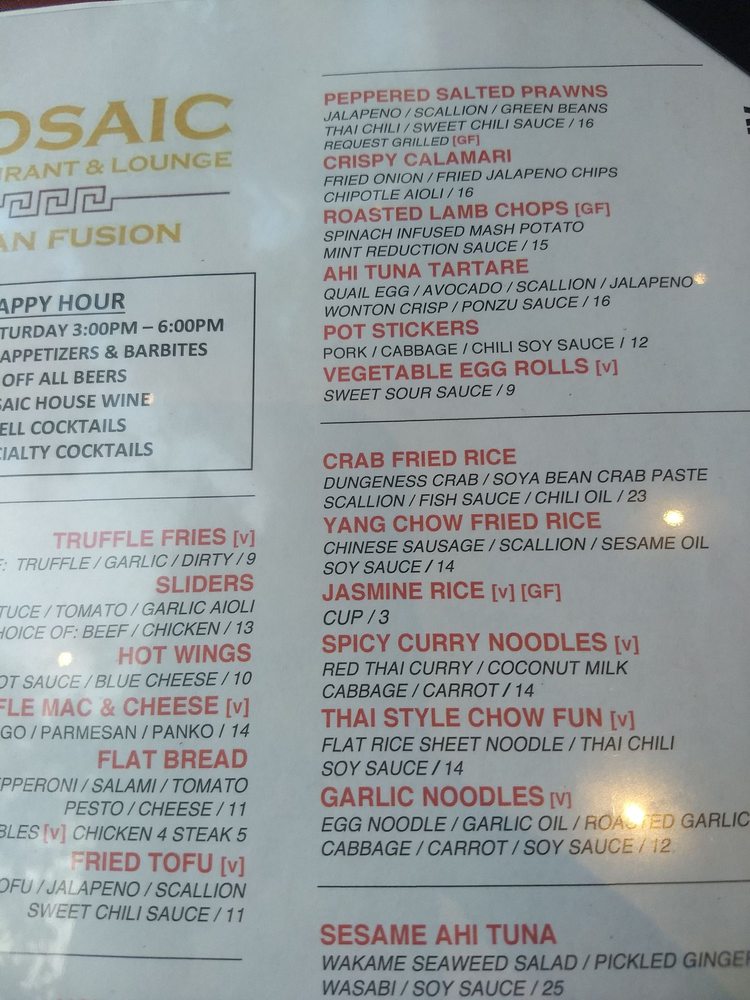 OSAIC
RANT & LOUNGE
AN FUSION
APPY HOUR
TURDAY 3:00PM – 6:00PM
APPETIZERS & BARBITES
OFF ALL BEERS
SAIC HOUSE WINE
ELL COCKTAILS
CIALTY COCKTAILS
TRUFFLE FRIES [v]
F: TRUFFLE / GARLIC / DIRTY / 9
SLIDERS
TUCE / TOMATO / GARLIC AIOLI
HOICE OF: BEEF / CHICKEN / 13
HOT WINGS
OT SAUCE / BLUE CHEESE / 10
FLE MAC & CHEESE [v]
GO / PARMESAN / PANKO / 14
FLAT BREAD
EPPERONI / SALAMI / TOMATO
PESTO / CHEESE / 11
BLES [v] CHICKEN 4 STEAK 5
FRIED TOFU [v]
OFU / JALAPENO / SCALLION
SWEET CHILI SAUCE / 11
PEPPERED SALTED PRAWNS
JALAPENO / SCALLION / GREEN BEANS
THAI CHILI / SWEET CHILI SAUCE / 16
REQUEST GRILLED [GF]
CRISPY CALAMARI
FRIED ONION / FRIED JALAPENO CHIPS
CHIPOTLE AIOLI / 16
ROASTED LAMB CHOPS [GF]
SPINACH INFUSED MASH POTATO
MINT REDUCTION SAUCE / 15
AHI TUNA TARTARE
QUAIL EGG / AVOCADO / SCALLION / JALAPENO
WONTON CRISP / PONZU SAUCE / 16
POT STICKERS
PORK / CABBAGE / CHILI SOY SAUCE / 12
VEGETABLE EGG ROLLS [v]
SWEET SOUR SAUCE / 9
CRAB FRIED RICE
DUNGENESS CRAB / SOYA BEAN CRAB PASTE
SCALLION / FISH SAUCE / CHILI OIL / 23
YANG CHOW FRIED RICE
CHINESE SAUSAGE / SCALLION / SESAME OIL
SOY SAUCE / 14
JASMINE RICE [v] [GF]
CUP / 3
SPICY CURRY NOODLES [v]
RED THAI CURRY / COCONUT MILK
CABBAGE / CARROT / 14
THAI STYLE CHOW FUN [v]
FLAT RICE SHEET NOODLE / THAI CHILI
SOY SAUCE / 14
GARLIC NOODLES [V]
EGG NOODLE / GARLIC OIL / ROASTED GARLIC
CABBAGE / CARROT / SOY SAUCE / 12
SESAME AHI TUNA
WAKAME SEAWEED SALAD / PICKLED GINGER
WASABI / SOY SAUCE / 25